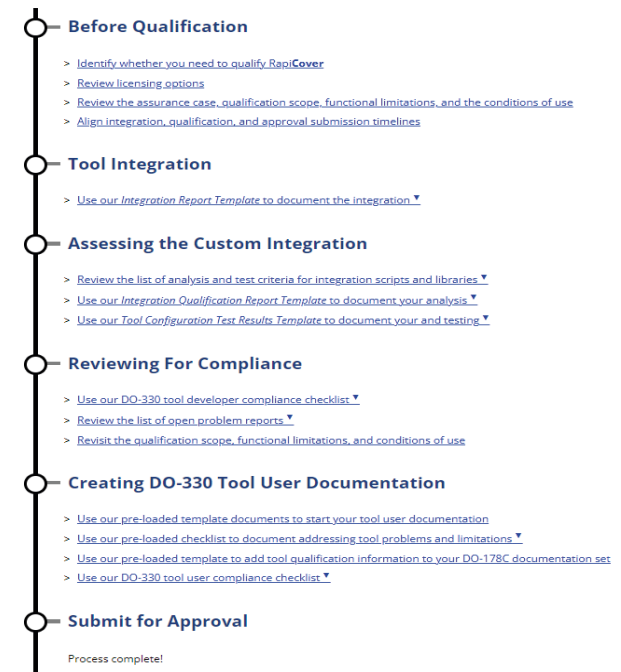 Before Qualification
> Identify whether you need to qualify RapiCover
> Review licensing options
> Review the assurance case, qualification scope, functional limitations, and the conditions of use
> Align integration, qualification, and approval submission timelines
Tool Integration
> Use our Integration Report Template to document the integration ▼
Assessing the Custom Integration
> Review the list of analysis and test criteria for integration scripts and libraries ▼
> Use our Integration Qualification Report Template to document your analysis ▼
> Use our Tool Configuration Test Results Template to document your and testing ▼
Reviewing For Compliance
> Use our DO-330 tool developer compliance checklist ▼
> Review the list of open problem reports ▼
> Revisit the qualification scope, functional limitations, and conditions of use
Creating DO-330 Tool User Documentation
> Use our pre-loaded template documents to start your tool user documentation
> Use our pre-loaded checklist to document addressing tool problems and limitations ▼
> Use our pre-loaded template to add tool qualification information to your DO-178C documentation set
> Use our DO-330 tool user compliance checklist ▼
Submit for Approval
Process complete!